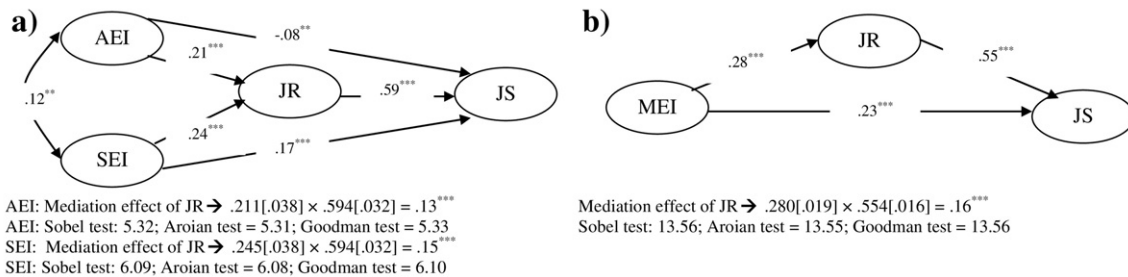 a)
AEI
-.08**
.21***
.12**
JR
.59***
JS
.24***
SEI
.17***
AEI: Mediation effect of JR → .211[.038] × .594[.032] = .13***
AEI: Sobel test: 5.32; Aroian test = 5.31; Goodman test = 5.33
SEI: Mediation effect of JR → .245[.038] × .594[.032] = .15***
SEI: Sobel test: 6.09; Aroian test = 6.08; Goodman test = 6.10
b)
JR
.28***
.55***
MEI
.23***
JS
Mediation effect of JR → .280[.019] × .554[.016] = .16***
Sobel test: 13.56; Aroian test = 13.55; Goodman test = 13.56